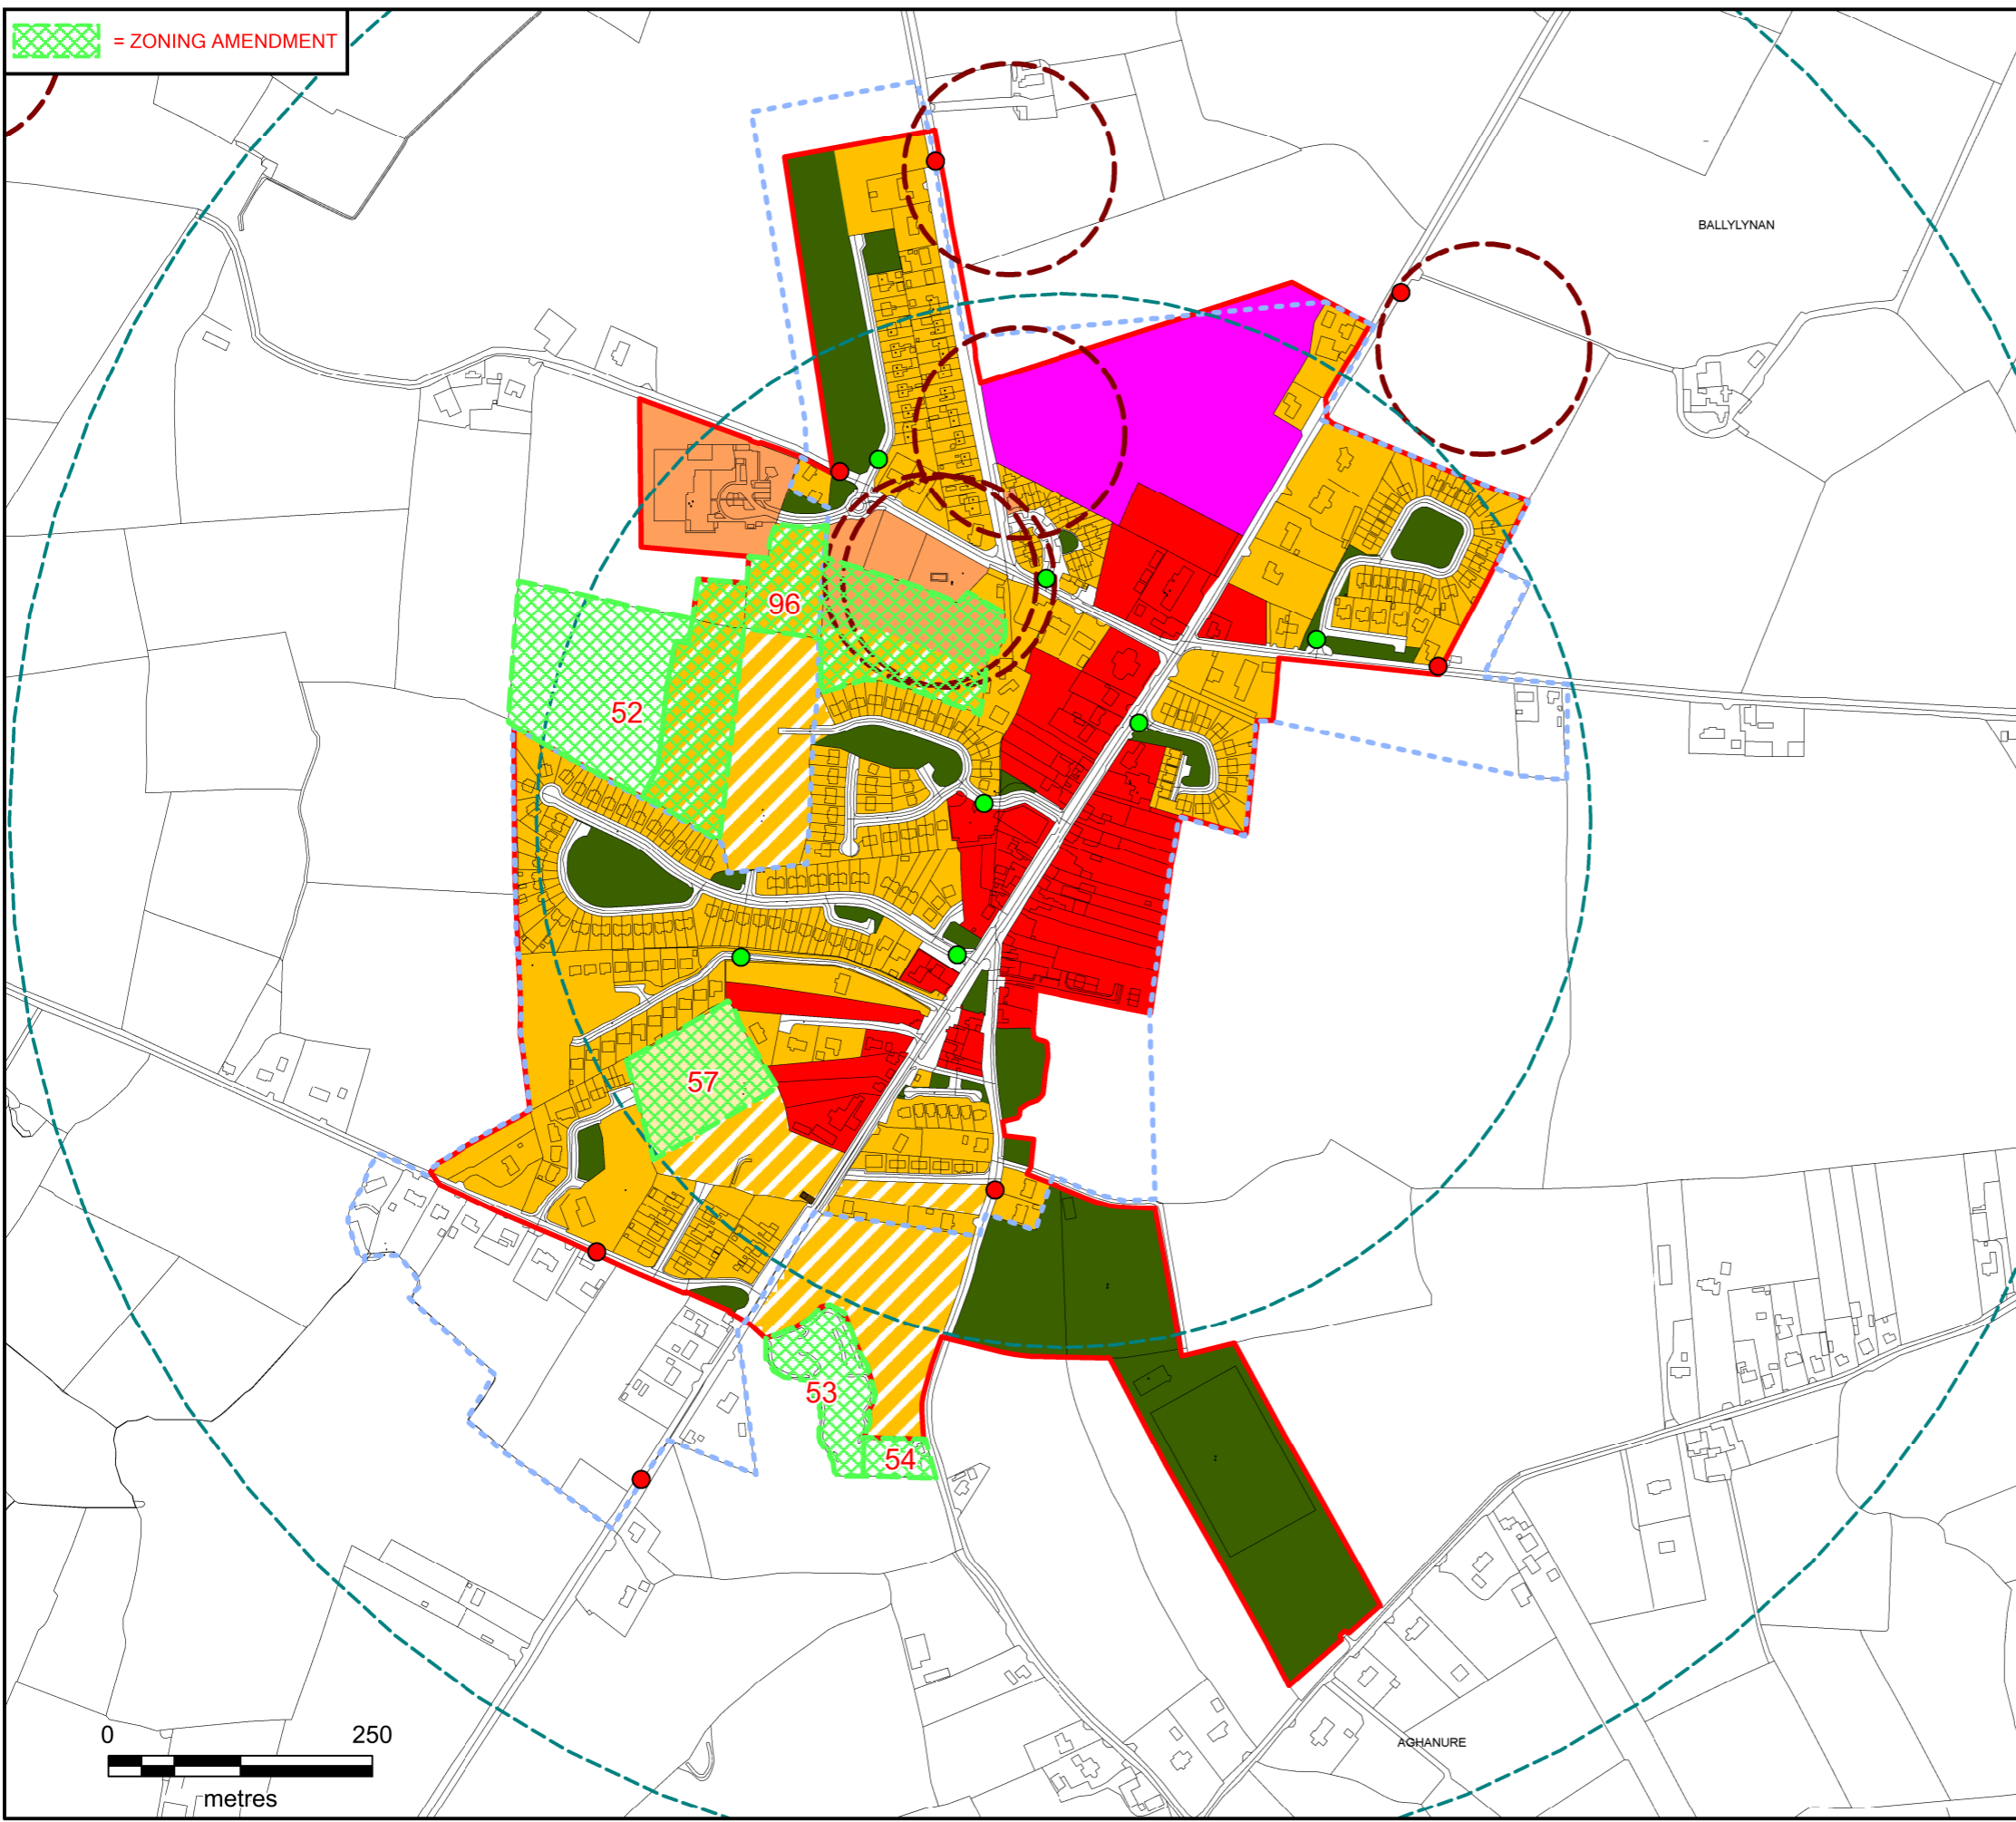 = ZONING AMENDMENT
BALLYLYNAN
96
52
57
53
54
0 250
metres
AGHANURE